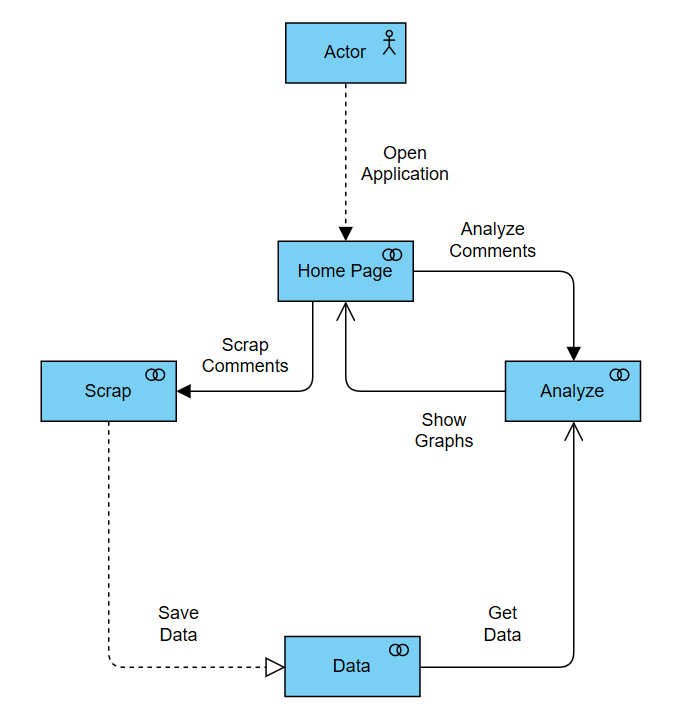 Actor
Open
Application
Analyze
Comments
Home Page
Scrap
Comments
Scrap
Analyze
Show
Graphs
Save
Data
Get
Data
Data